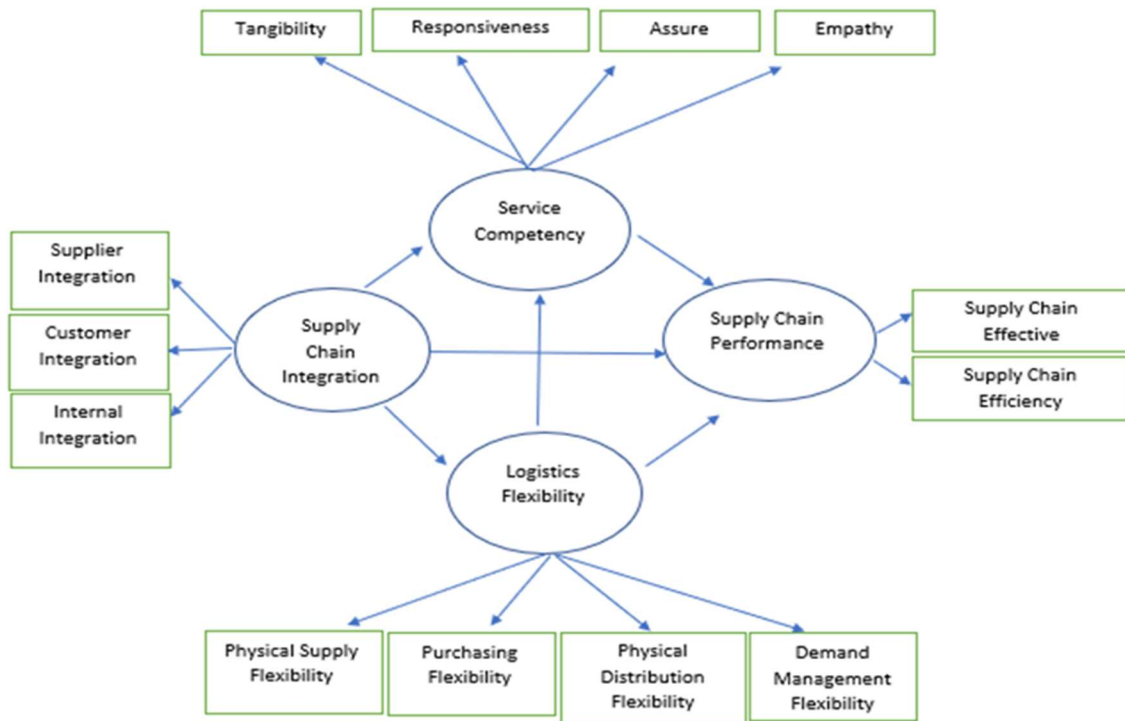 Tangibility
Responsiveness
Assure
Empathy
Service
Competency
Supplier
Integration
Customer
Integration
Internal
Integration
Supply
Chain
Integration
Supply Chain
Performance
Supply Chain
Effective
Supply Chain
Efficiency
Logistics
Flexibility
Physical Supply
Flexibility
Purchasing
Flexibility
Physical
Distribution
Flexibility
Demand
Management
Flexibility